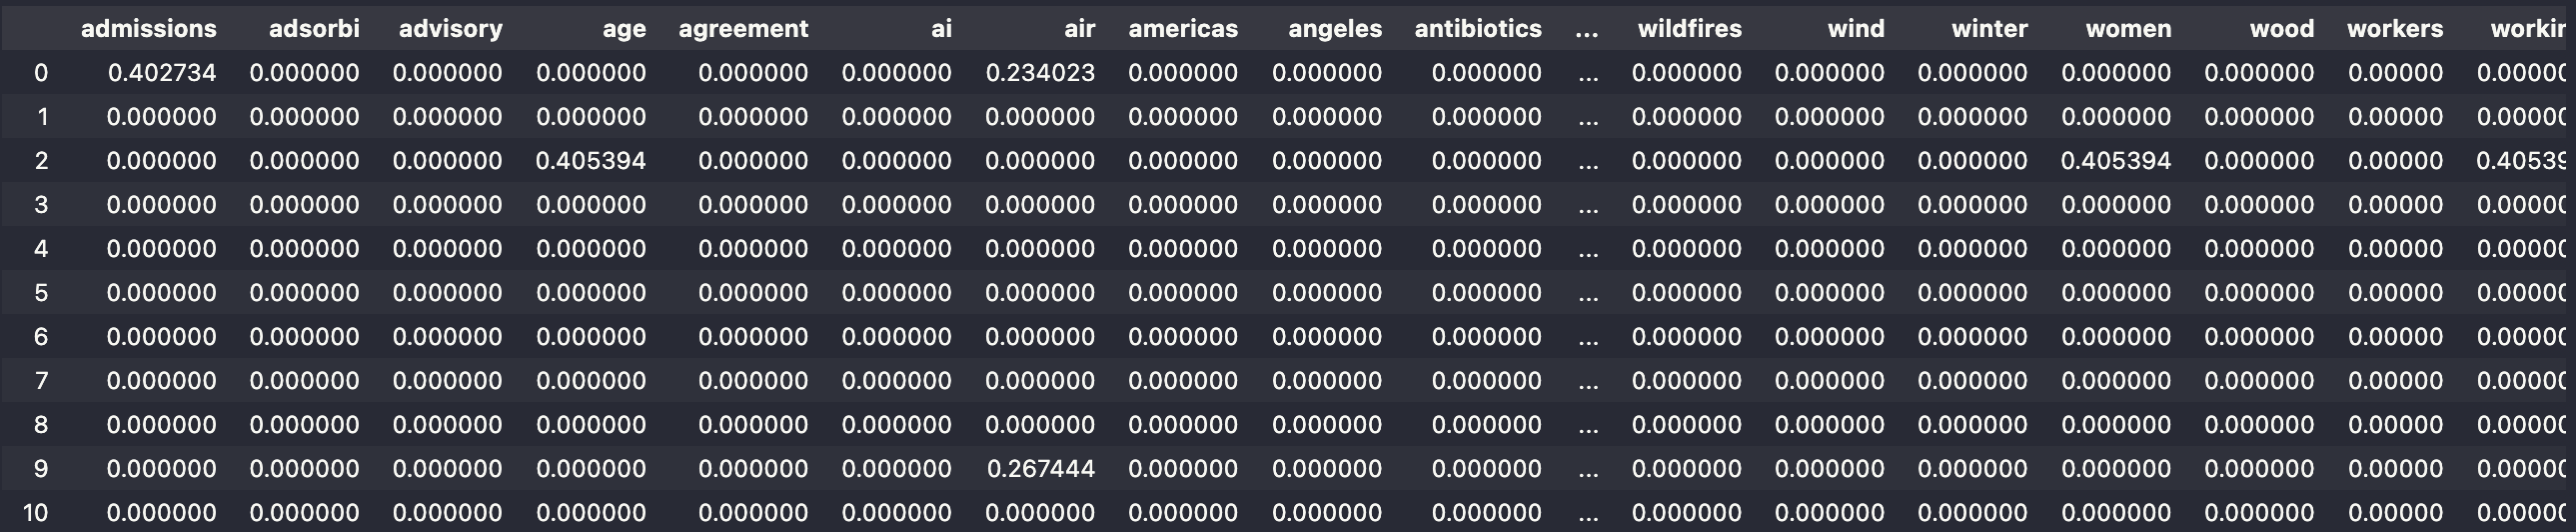 admissions adsorbi advisory age agreement ai air americas angeles antibiotics ... wildfires wind winter women wood workers workin
0 0.402734 0.000000 0.000000 0.000000 0.000000 0.000000 0.234023 0.000000 0.000000 0.000000 ... 0.000000 0.000000 0.000000 0.000000 0.000000 0.00000 0.00000
1 0.000000 0.000000 0.000000 0.000000 0.000000 0.000000 0.000000 0.000000 0.000000 0.000000 ... 0.000000 0.000000 0.000000 0.000000 0.000000 0.00000 0.00000
2 0.000000 0.000000 0.000000 0.405394 0.000000 0.000000 0.000000 0.000000 0.000000 0.000000 ... 0.000000 0.000000 0.000000 0.405394 0.000000 0.00000 0.40539
3 0.000000 0.000000 0.000000 0.000000 0.000000 0.000000 0.000000 0.000000 0.000000 0.000000 ... 0.000000 0.000000 0.000000 0.000000 0.000000 0.00000 0.00000
4 0.000000 0.000000 0.000000 0.000000 0.000000 0.000000 0.000000 0.000000 0.000000 0.000000 ... 0.000000 0.000000 0.000000 0.000000 0.000000 0.00000 0.00000
5 0.000000 0.000000 0.000000 0.000000 0.000000 0.000000 0.000000 0.000000 0.000000 0.000000 ... 0.000000 0.000000 0.000000 0.000000 0.000000 0.00000 0.00000
6 0.000000 0.000000 0.000000 0.000000 0.000000 0.000000 0.000000 0.000000 0.000000 0.000000 ... 0.000000 0.000000 0.000000 0.000000 0.000000 0.00000 0.00000
7 0.000000 0.000000 0.000000 0.000000 0.000000 0.000000 0.000000 0.000000 0.000000 0.000000 ... 0.000000 0.000000 0.000000 0.000000 0.000000 0.00000 0.00000
8 0.000000 0.000000 0.000000 0.000000 0.000000 0.000000 0.000000 0.000000 0.000000 0.000000 ... 0.000000 0.000000 0.000000 0.000000 0.000000 0.00000 0.00000
9 0.000000 0.000000 0.000000 0.000000 0.000000 0.000000 0.267444 0.000000 0.000000 0.000000 ... 0.000000 0.000000 0.000000 0.000000 0.000000 0.00000 0.00000
10 0.000000 0.000000 0.000000 0.000000 0.000000 0.000000 0.000000 0.000000 0.000000 0.000000 ... 0.000000 0.000000 0.000000 0.000000 0.000000 0.00000 0.00000